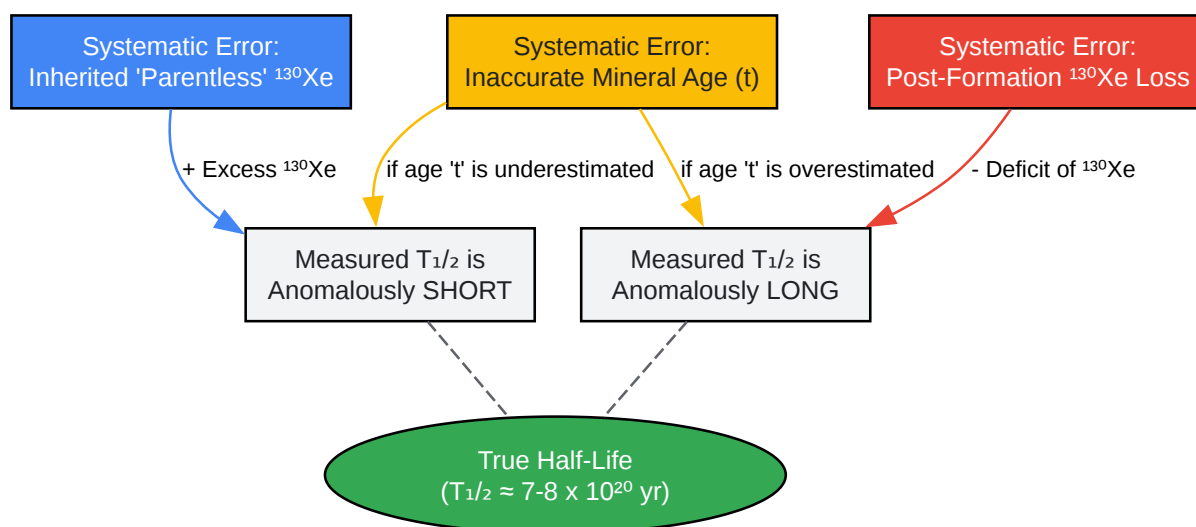 Systematic Error:
Inherited 'Parentless' ¹³⁰Xe
Systematic Error:
Inaccurate Mineral Age (t)
Systematic Error:
Post-Formation ¹³⁰Xe Loss
+ Excess ¹³⁰Xe
if age 't' is underestimated
if age 't' is overestimated
- Deficit of ¹³⁰Xe
Measured T₁/₂ is
Anomalously SHORT
Measured T₁/₂ is
Anomalously LONG
True Half-Life
(T₁/₂ ≈ 7-8 x 10²⁰ yr)